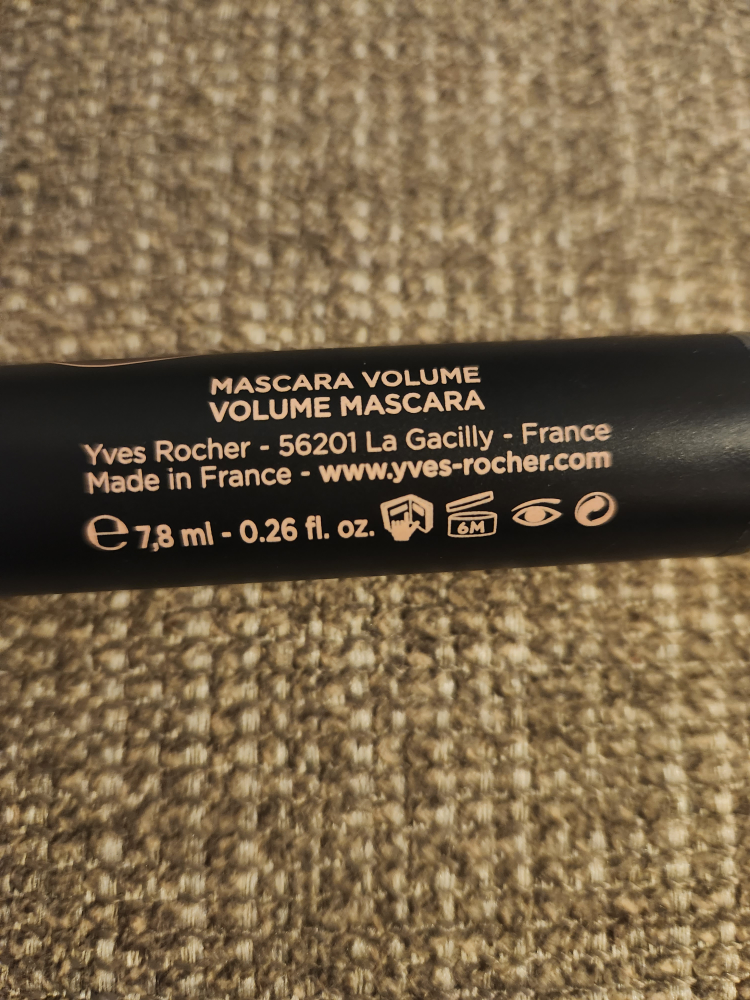 MASCARA VOLUME
VOLUME MASCARA
Yves Rocher - 56201 La Gacilly - France
Made in France - www.yves-rocher.com
℮ 7,8 ml - 0.26 fl. oz. 6M